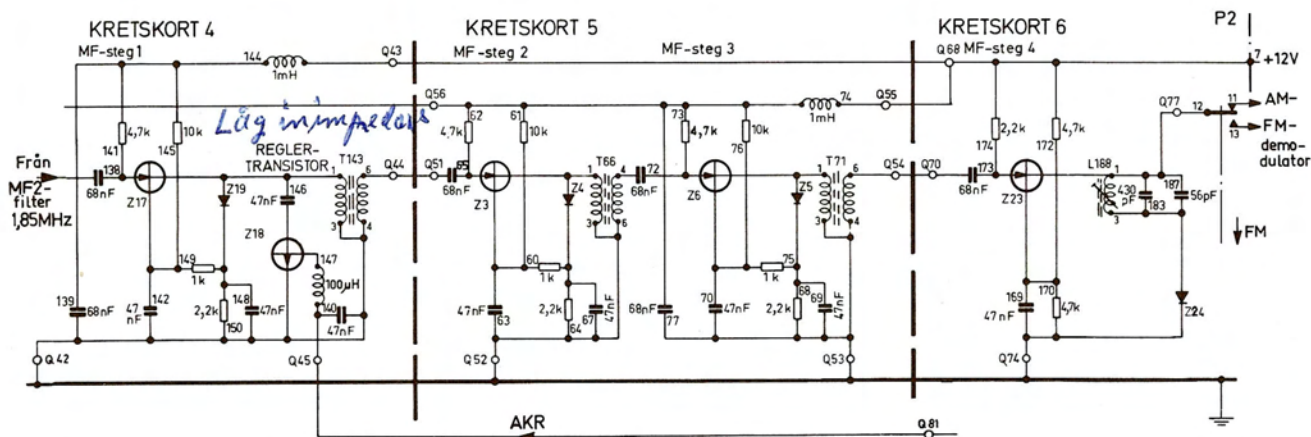 KRETSKORT 4
KRETSKORT 5
KRETSKORT 6
P2
MF-steg 1
144
1mH
Q43
MF-steg 2
MF-steg 3
Q68
MF-steg 4
7
+12V
Q56
Låg inimpedans
62
61
73
74
Q55
1mH
Q77
12
11
AM-
13
FM-
demodulator
4,7k
141
10k
145
4,7k
10k
4,7k
10k
76
2,2k
174
4,7k
172
REGLER-
TRANSISTOR
Från
MF2-
filter
1,85MHz
138
68nF
Z17
Z19
146
47nF
T143
1
6
3
4
Q44
Q51
65
68nF
Z3
Z4
T66
1
4
3
6
72
68nF
Z6
Z5
T71
1
6
3
4
Q54
Q70
173
68nF
Z23
L168
1
3
430
pF
183
187
56pF
FM
Z18
147
100µH
149
1k
60
1k
75
1k
139
68nF
47
nF
142
2,2k
150
148
47nF
140
47nF
47nF
63
2,2k
64
67
47nF
68nF
77
70
47nF
68
2,2k
69
47nF
169
47nF
170
4,7k
Z24
Q42
Q45
Q52
Q53
Q74
AKR
Q81